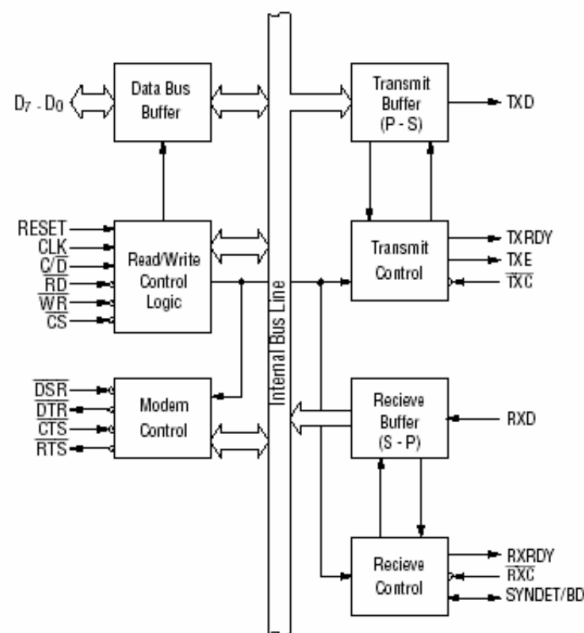 D7 - D0
Data Bus
Buffer
Transmit
Buffer
(P - S)
TXD
RESET
CLK
C/D
RD
WR
CS
Read/Write
Control
Logic
Transmit
Control
TXRDY
TXE
TXC
Internal Bus Line
DSR
DTR
CTS
RTS
Modem
Control
Recieve
Buffer
(S - P)
RXD
Recieve
Control
RXRDY
RXC
SYNDET/BD